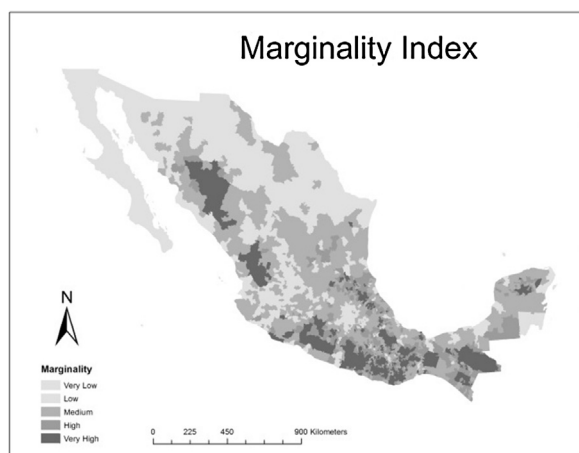 Marginality Index
N
Marginality
Very Low
Low
Medium
High
Very High
0 225 450 900 Kilometers